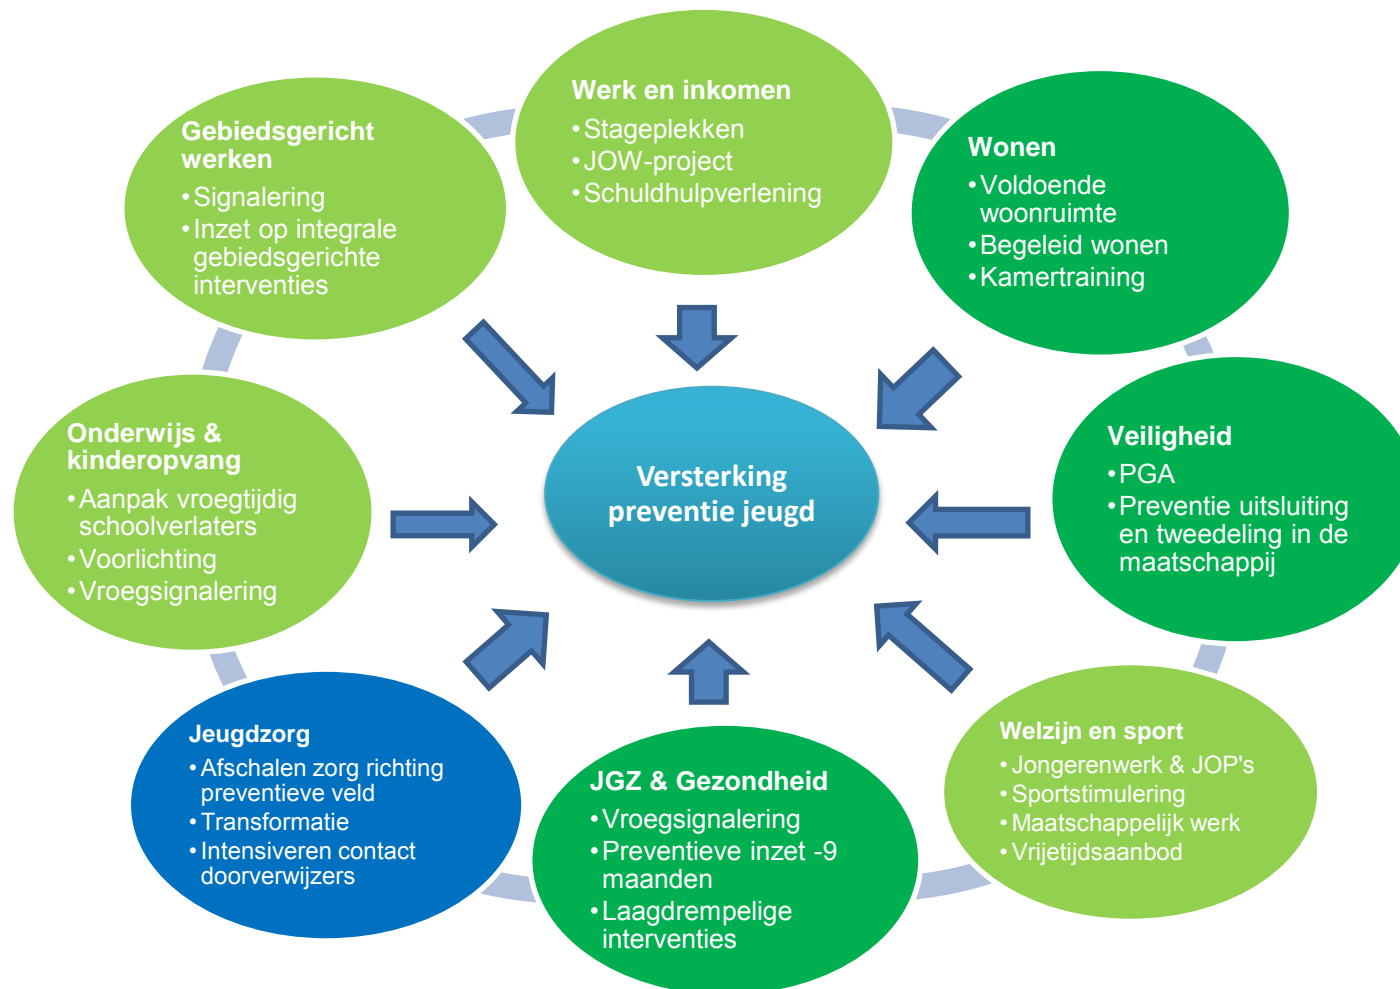 Werk en inkomen
•Stageplekken
•JOW-project
•Schuldhulpverlening
Wonen
•Voldoende
woonruimte
•Begeleid wonen
•Kamertraining
Veiligheid
•PGA
•Preventie uitsluiting
en tweedeling in de
maatschappij
Welzijn en sport
•Jongerenwerk & JOP's
•Sportstimulering
•Maatschappelijk werk
•Vrijetijdsaanbod
JGZ & Gezondheid
•Vroegsignalering
•Preventieve inzet -9
maanden
•Laagdrempelige
interventies
Jeugdzorg
•Afschalen zorg richting
preventieve veld
•Transformatie
•Intensiveren contact
doorverwijzers
Onderwijs &
kinderopvang
•Aanpak vroegtijdig
schoolverlaters
•Voorlichting
•Vroegsignalering
Gebiedsgericht
werken
•Signalering
•Inzet op integrale
gebiedsgerichte
interventies
Versterking
preventie jeugd